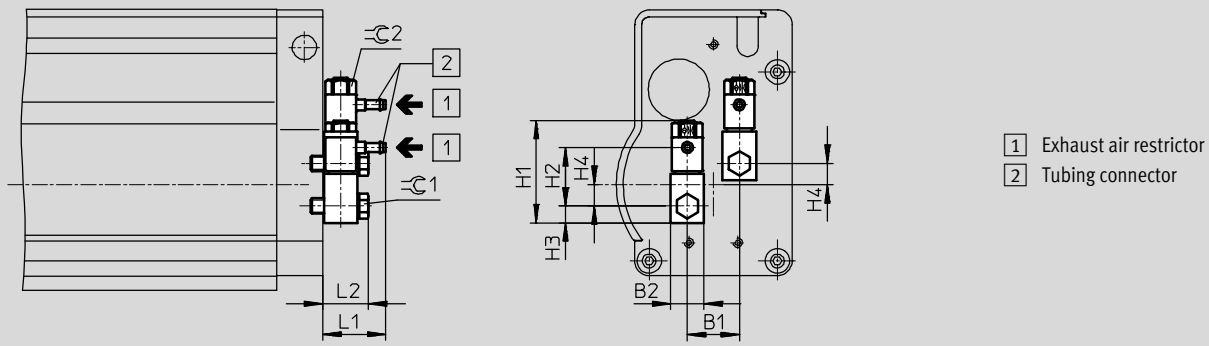 =©2
2
1
1
=©1
L2
L1
H1
H2
H4
H3
B2
B1
H4
1 Exhaust air restrictor
2 Tubing connector